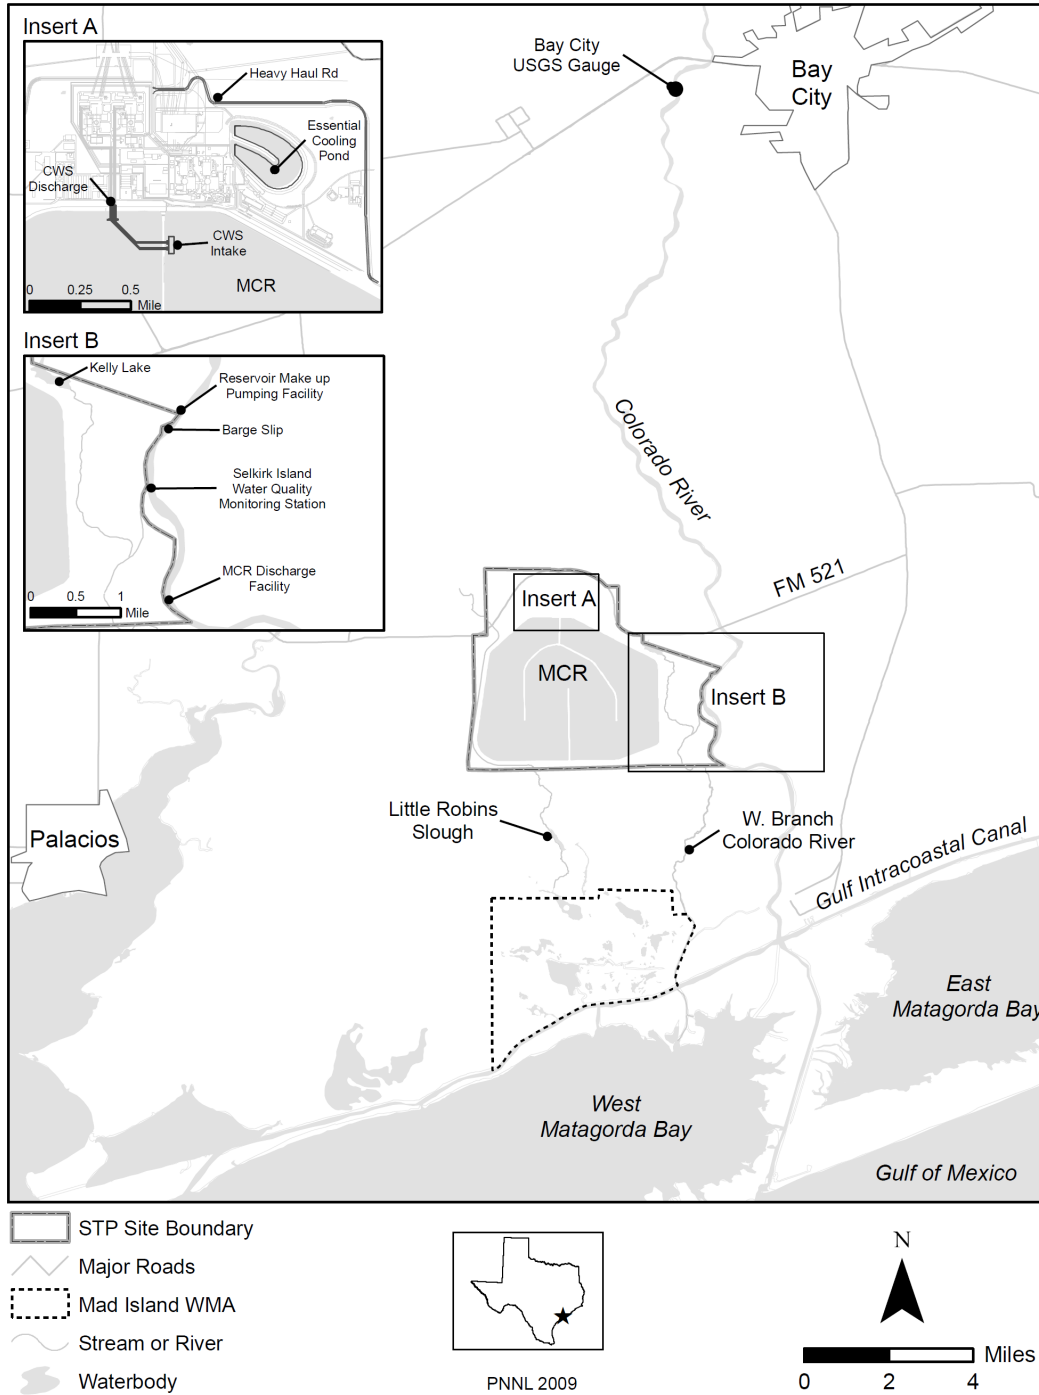 Insert A
Heavy Haul Rd
Essential
Cooling
Pond
CWS
Discharge
CWS
Intake
MCR
0 0.25 0.5
Mile
Insert B
Kelly Lake
Reservoir Make up
Pumping Facility
Barge Slip
Selkirk Island
Water Quality
Monitoring Station
MCR Discharge
Facility
0 0.5 1
Mile
Bay City
USGS Gauge
Bay
City
Colorado River
FM 521
Insert A
MCR
Insert B
Little Robins
Slough
W. Branch
Colorado River
Palacios
Gulf Intracoastal Canal
East
Matagorda Bay
West
Matagorda Bay
Gulf of Mexico
STP Site Boundary
Major Roads
Mad Island WMA
Stream or River
Waterbody
PNNL 2009
N
Miles
0 2 4